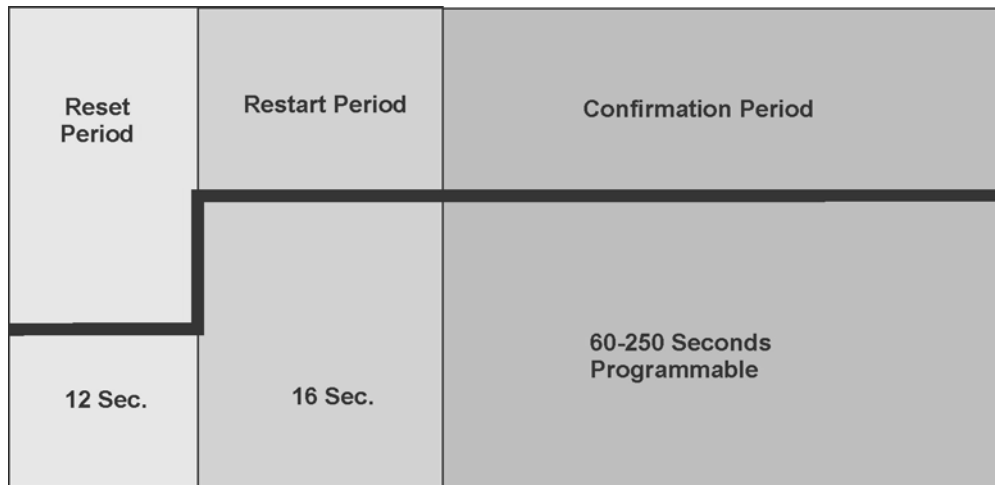 Reset
Period
Restart Period
Confirmation Period
12 Sec.
16 Sec.
60-250 Seconds
Programmable